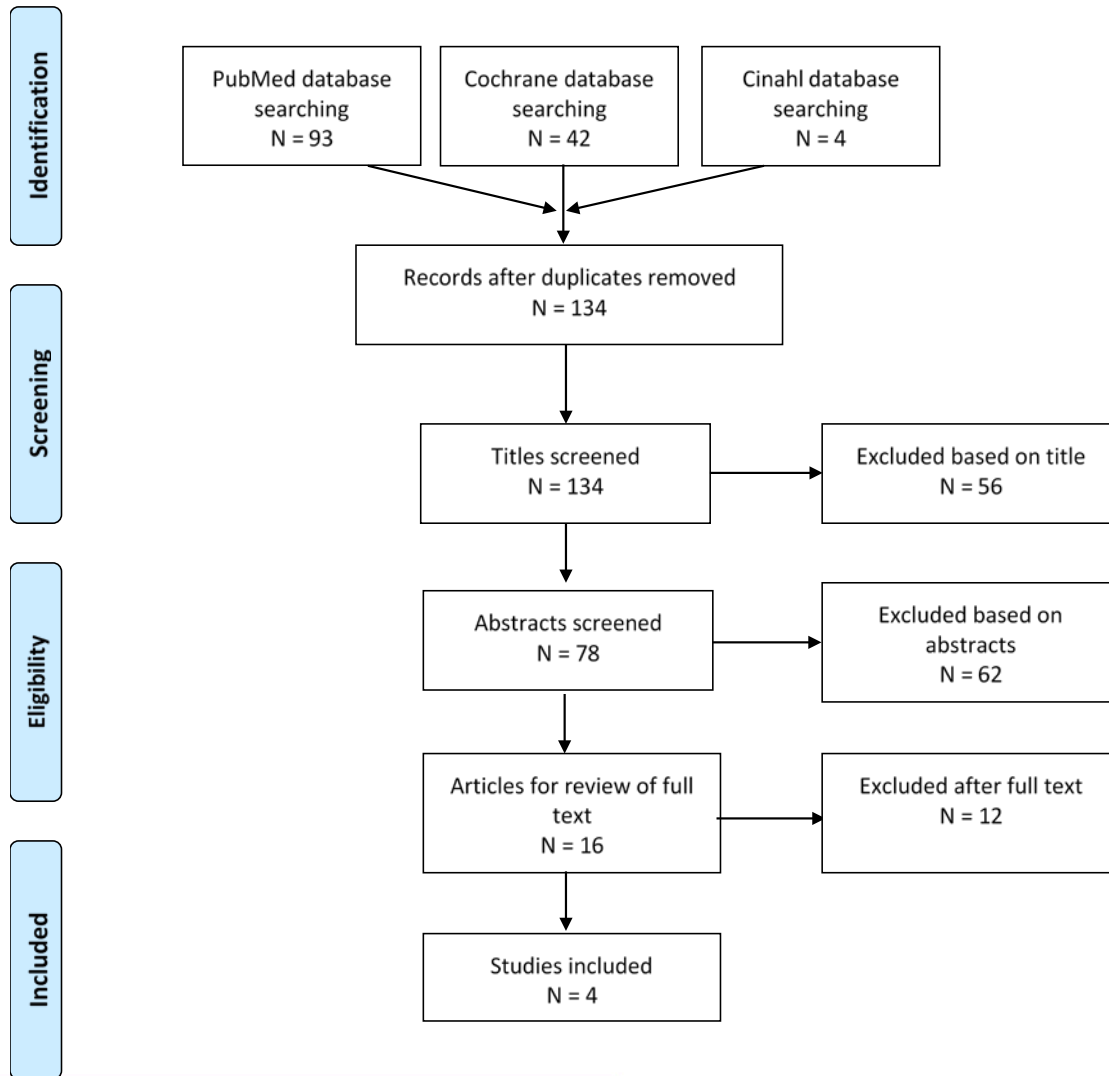 Identification
PubMed database
searching
N = 93
Cochrane database
searching
N = 42
Cinahl database
searching
N = 4
Records after duplicates removed
N = 134
Screening
Titles screened
N = 134
Excluded based on title
N = 56
Eligibility
Abstracts screened
N = 78
Excluded based on
abstracts
N = 62
Articles for review of full
text
N = 16
Excluded after full text
N = 12
Included
Studies included
N = 4